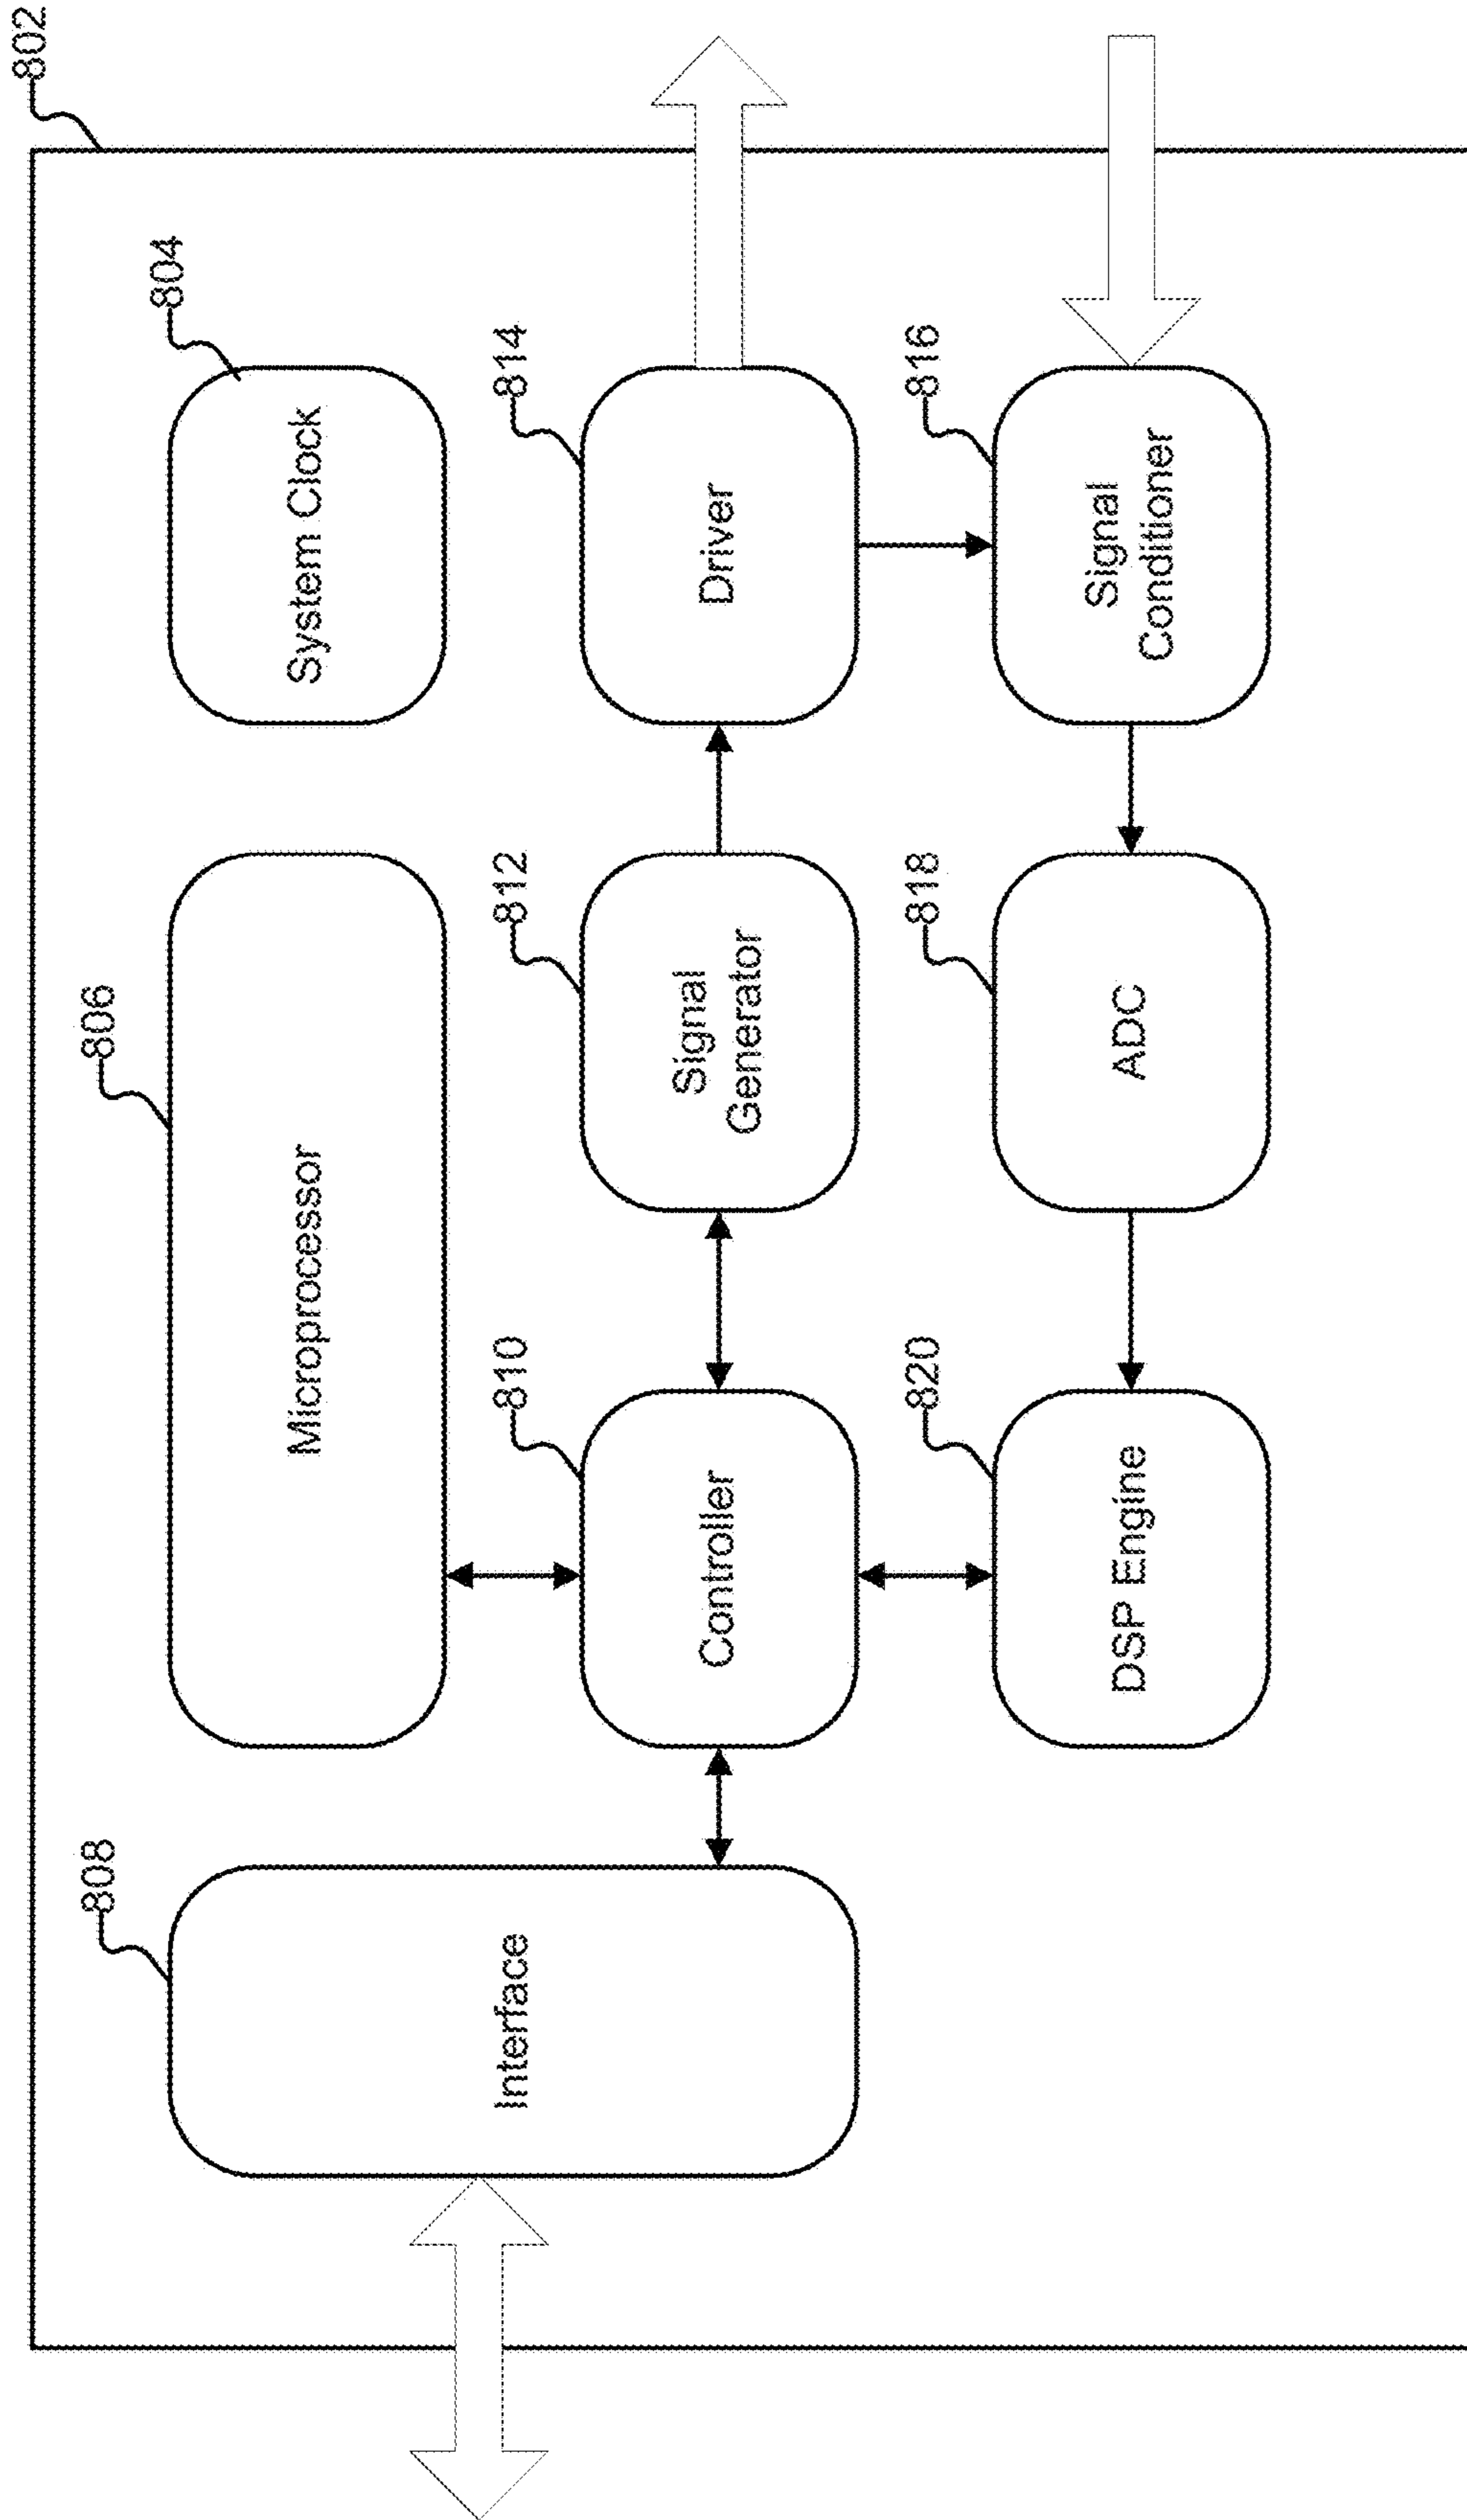 802
804
System Clock
806
Microprocessor
808
Interface
810
Controller
812
Signal
Generator
814
Driver
816
Signal
Conditioner
818
ADC
820
DSP Engine